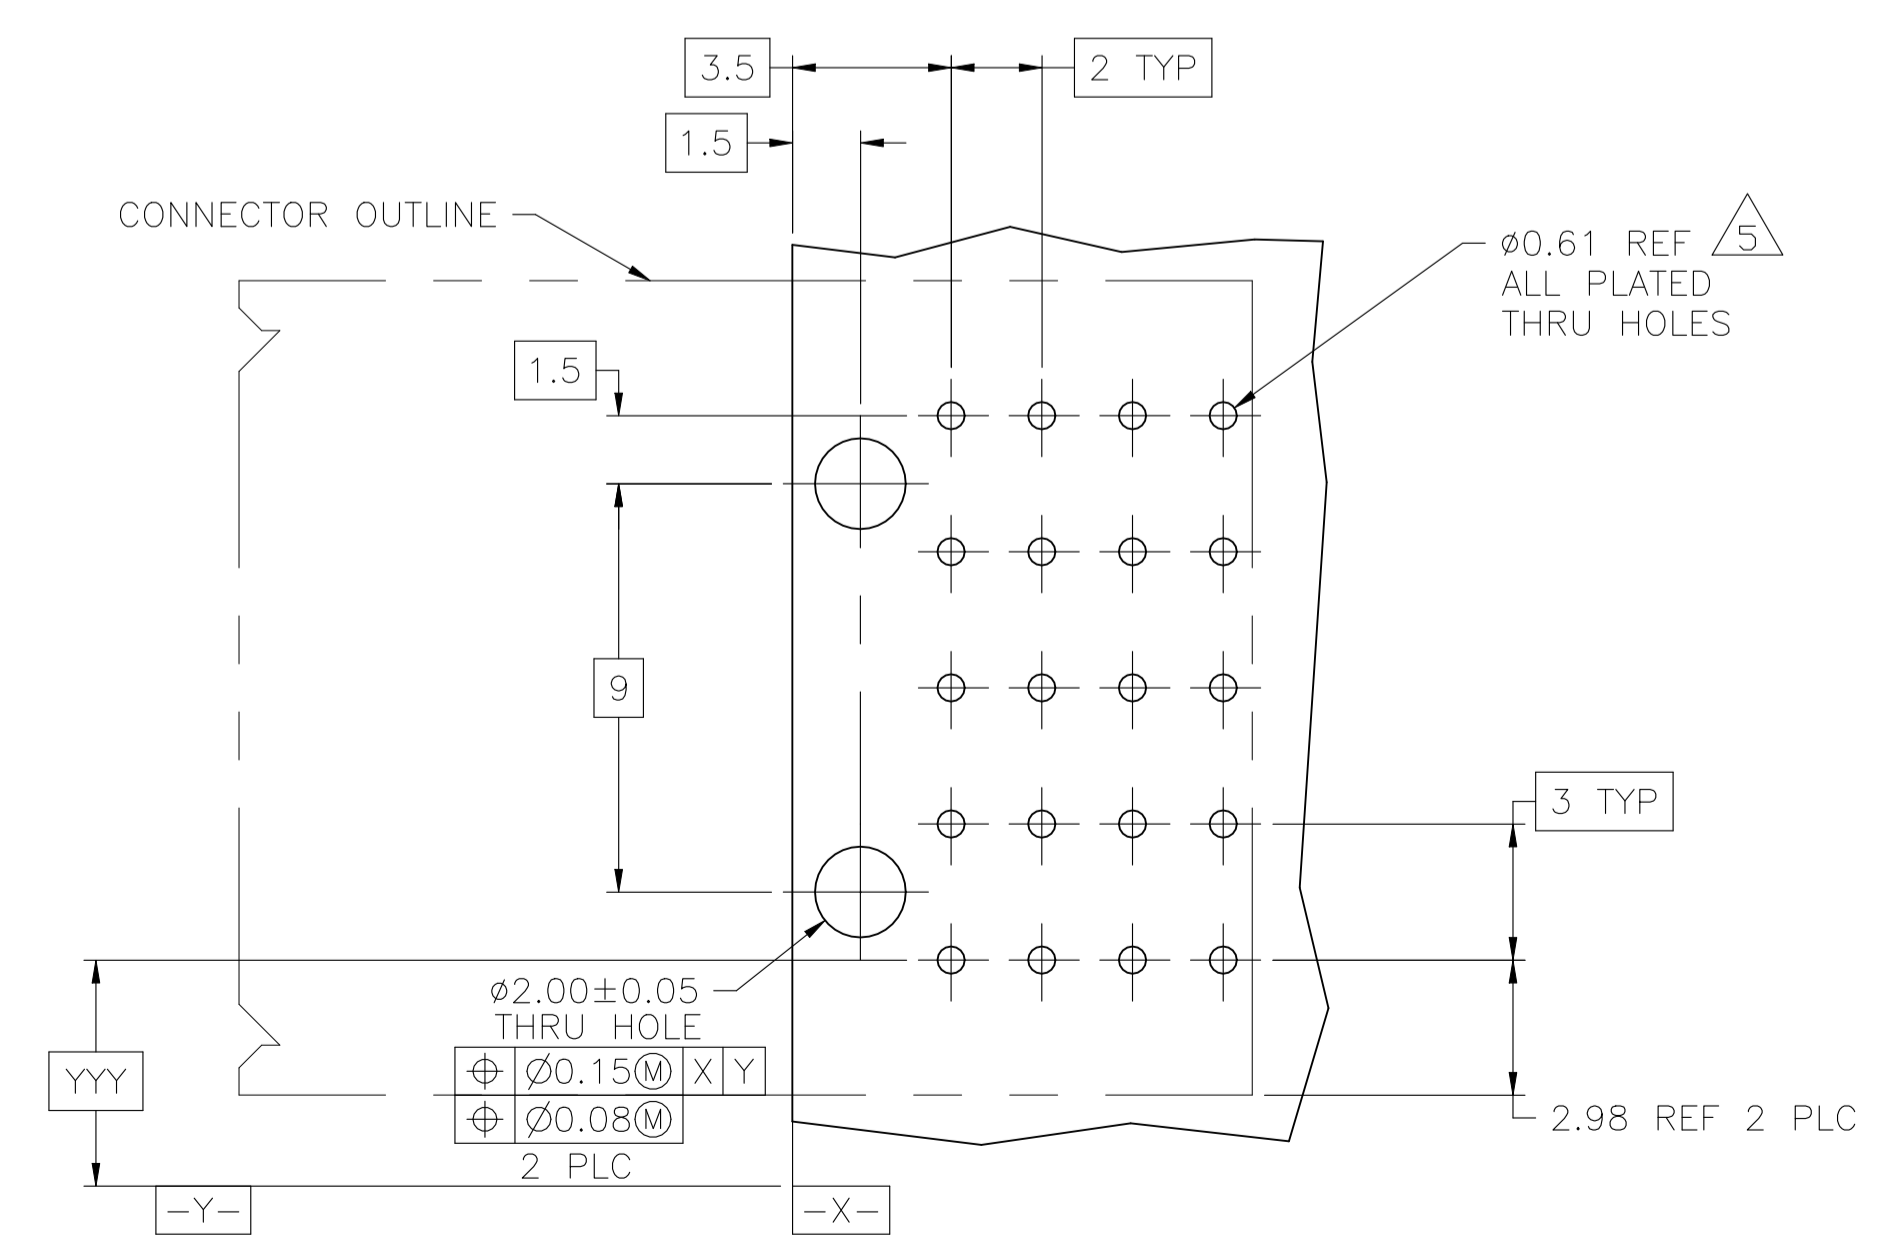 3.5
2 TYP
1.5
CONNECTOR OUTLINE
ø0.61 REF
5
ALL PLATED
THRU HOLES
1.5
9
3 TYP
ø2.00±0.05
THRU HOLE
⌖ Ø0.15Ⓜ X Y
⌖ Ø0.08Ⓜ
2 PLC
YYY
2.98 REF 2 PLC
-Y-
-X-